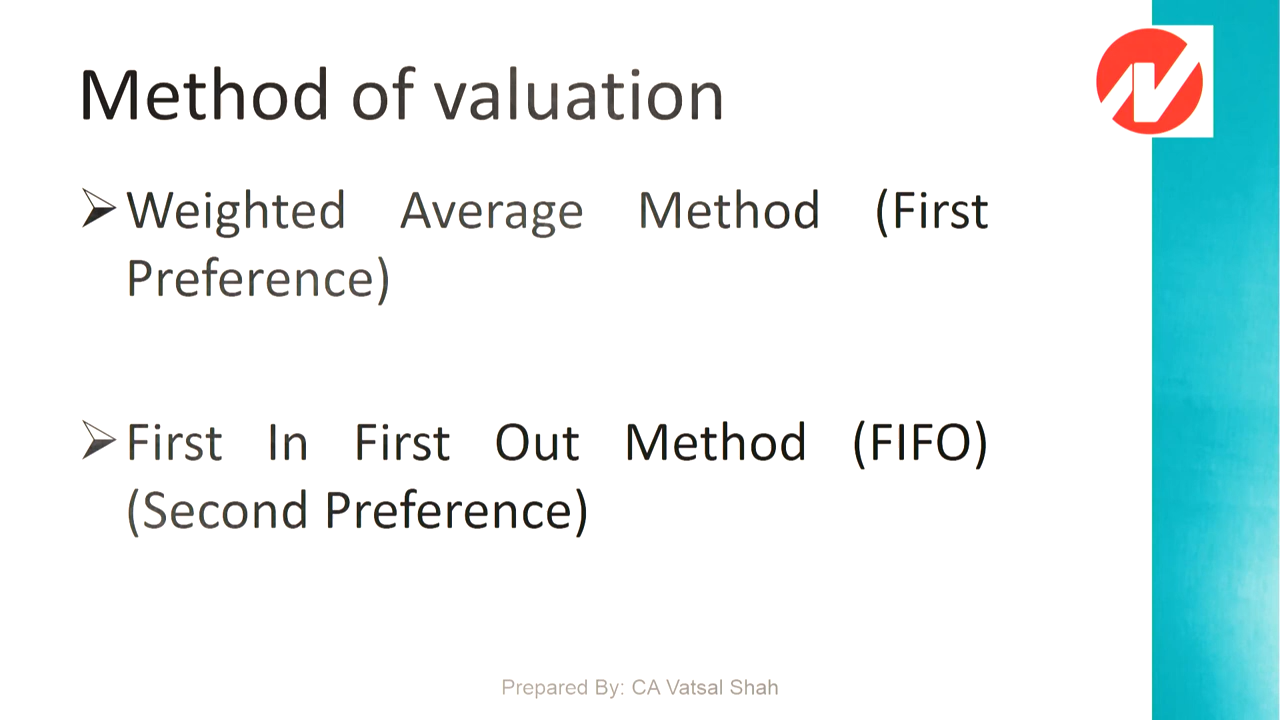 Method of valuation
➢Weighted Average Method (First
Preference)
➢First In First Out Method (FIFO)
(Second Preference)
Prepared By: CA Vatsal Shah